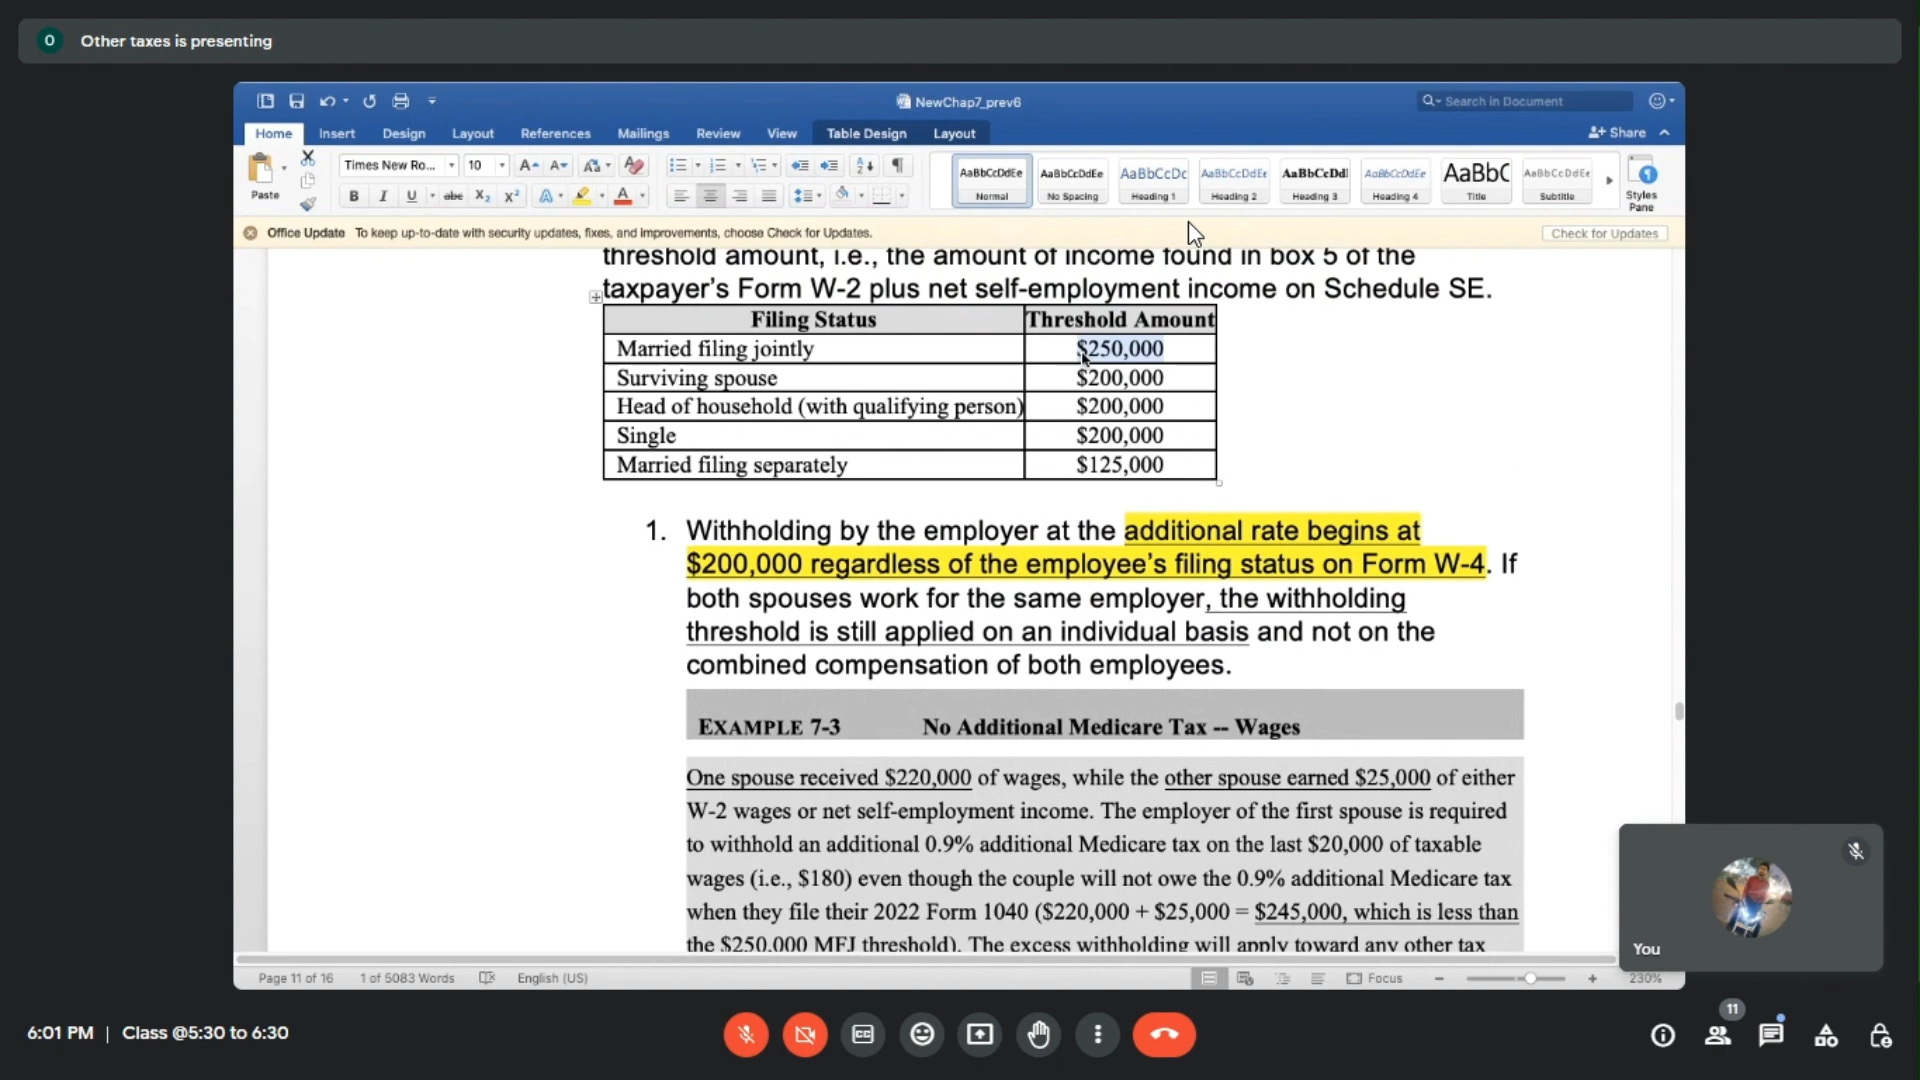 O Other taxes is presenting
NewChap7_prev6
Search in Document
Home Insert Design Layout References Mailings Review View Table Design Layout
Share
Paste
Times New Ro... 10
AaBbCcDdEe AaBbCcDdEe AaBbCcDc AaBbCcDdEe AaBbCcDdI AaBbCcDdEe AaBbC AaBbCcDdEe
Normal No Spacing Heading 1 Heading 2 Heading 3 Heading 4 Title Subtitle
Styles
Pane
Office Update To keep up-to-date with security updates, fixes, and improvements, choose Check for Updates. Check for Updates
threshold amount, i.e., the amount of income found in box 5 of the
taxpayer’s Form W-2 plus net self-employment income on Schedule SE.
Filing Status Threshold Amount
Married filing jointly $250,000
Surviving spouse $200,000
Head of household (with qualifying person) $200,000
Single $200,000
Married filing separately $125,000
1. Withholding by the employer at the additional rate begins at
$200,000 regardless of the employee’s filing status on Form W-4. If
both spouses work for the same employer, the withholding
threshold is still applied on an individual basis and not on the
combined compensation of both employees.
EXAMPLE 7-3 No Additional Medicare Tax -- Wages
One spouse received $220,000 of wages, while the other spouse earned $25,000 of either
W-2 wages or net self-employment income. The employer of the first spouse is required
to withhold an additional 0.9% additional Medicare tax on the last $20,000 of taxable
wages (i.e., $180) even though the couple will not owe the 0.9% additional Medicare tax
when they file their 2022 Form 1040 ($220,000 + $25,000 = $245,000, which is less than
the $250,000 MFJ threshold). The excess withholding will apply toward any other tax
You
Page 11 of 16 1 of 5083 Words English (US) Focus 230%
6:01 PM | Class @5:30 to 6:30
11